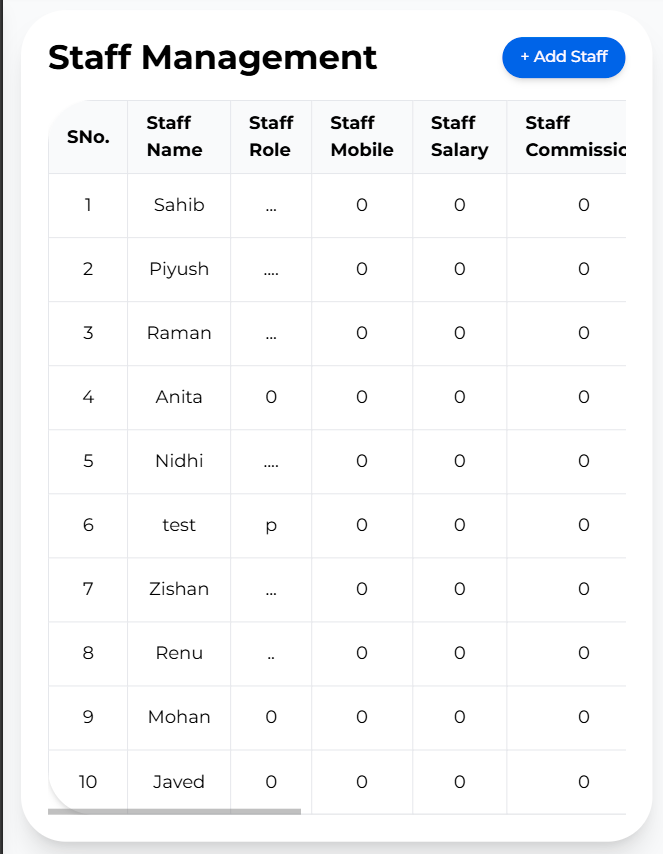 Staff Management
+ Add Staff
SNo. Staff Name Staff Role Staff Mobile Staff Salary Staff Commissio
1 Sahib ... 0 0 0
2 Piyush .... 0 0 0
3 Raman ... 0 0 0
4 Anita 0 0 0 0
5 Nidhi .... 0 0 0
6 test p 0 0 0
7 Zishan ... 0 0 0
8 Renu .. 0 0 0
9 Mohan 0 0 0 0
10 Javed 0 0 0 0